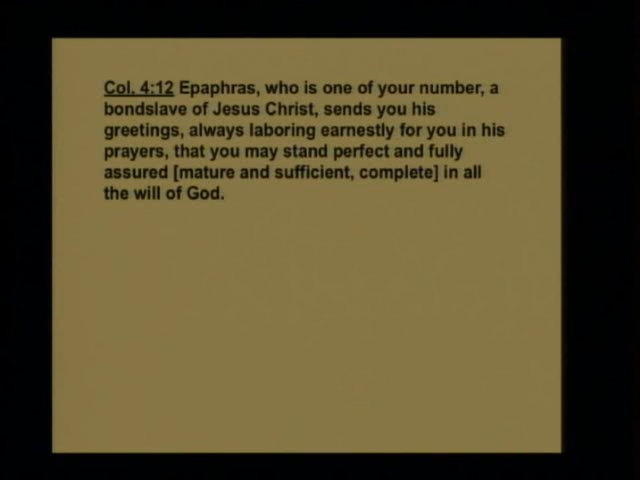 Col. 4:12 Epaphras, who is one of your number, a
bondslave of Jesus Christ, sends you his
greetings, always laboring earnestly for you in his
prayers, that you may stand perfect and fully
assured [mature and sufficient, complete] in all
the will of God.